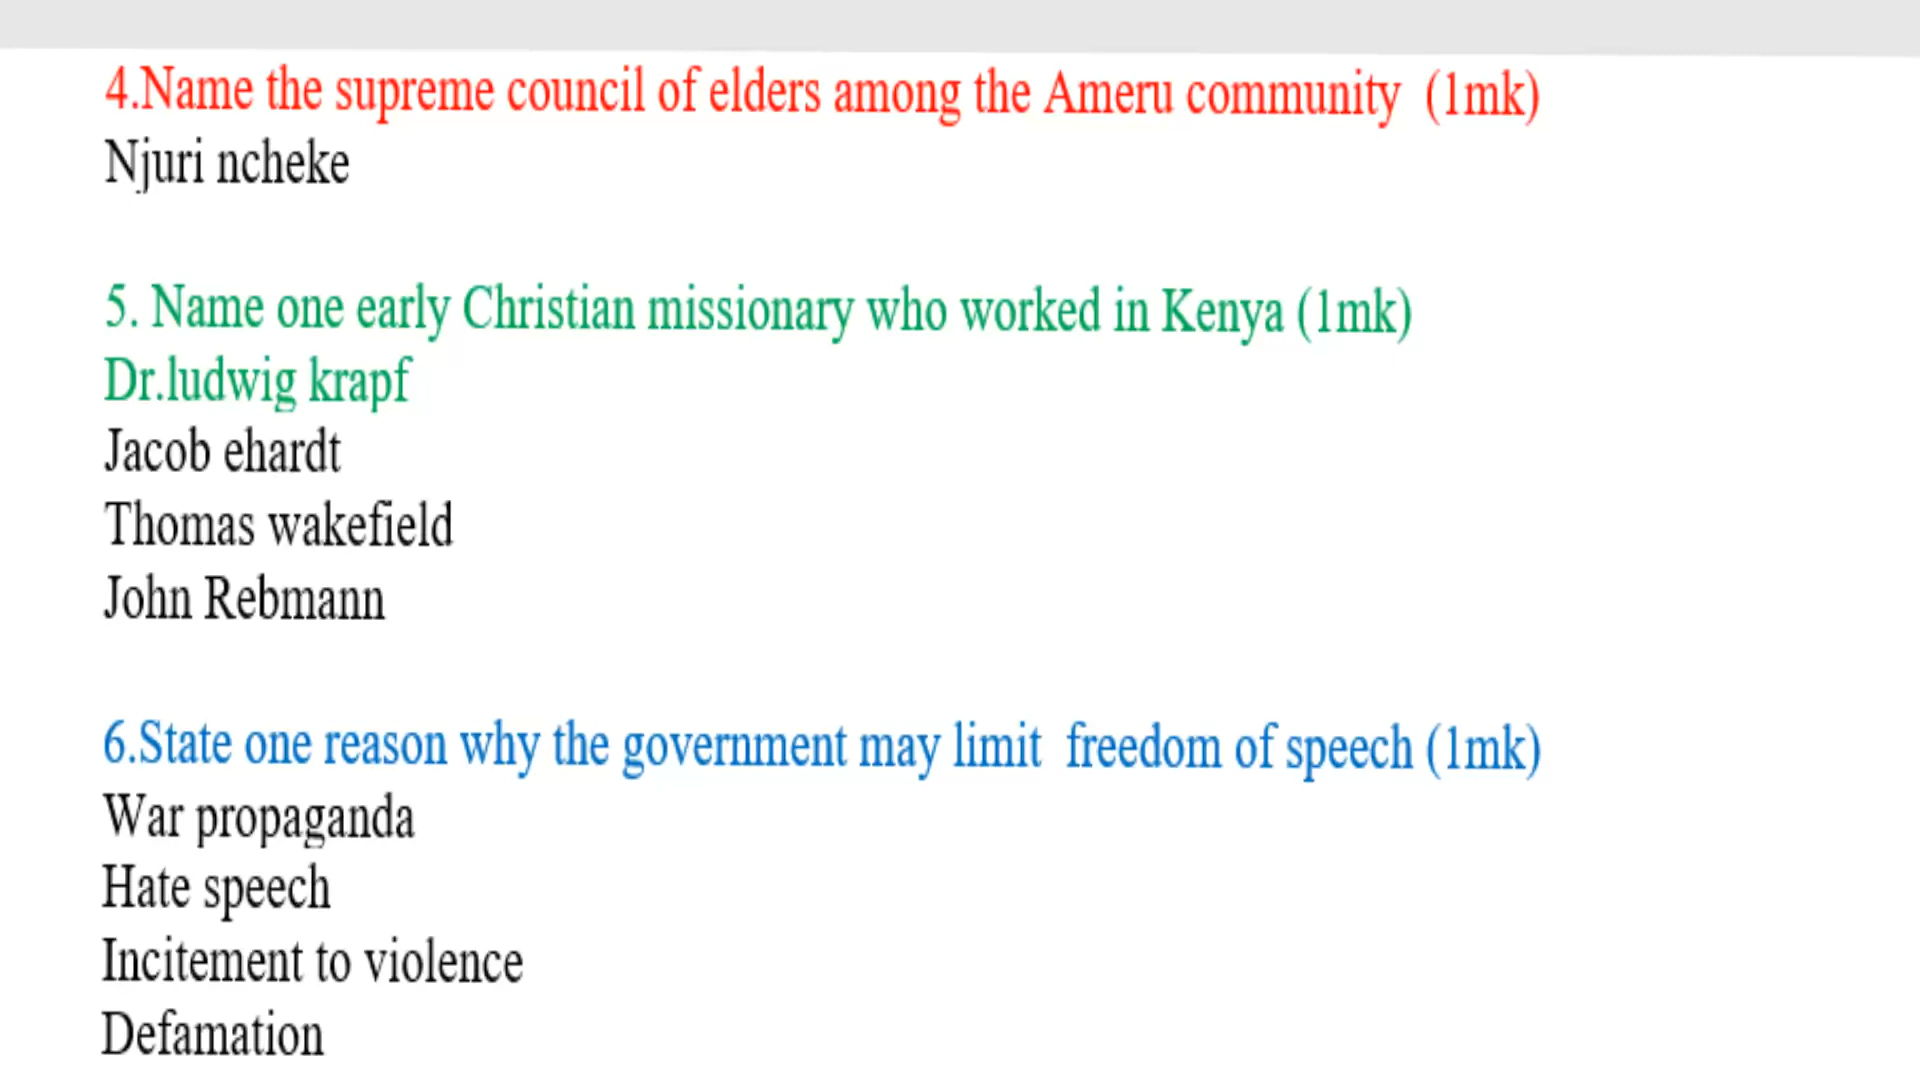 4.Name the supreme council of elders among the Ameru community (1mk)
Njuri ncheke
5. Name one early Christian missionary who worked in Kenya (1mk)
Dr.ludwig krapf
Jacob ehardt
Thomas wakefield
John Rebmann
6.State one reason why the government may limit freedom of speech (1mk)
War propaganda
Hate speech
Incitement to violence
Defamation